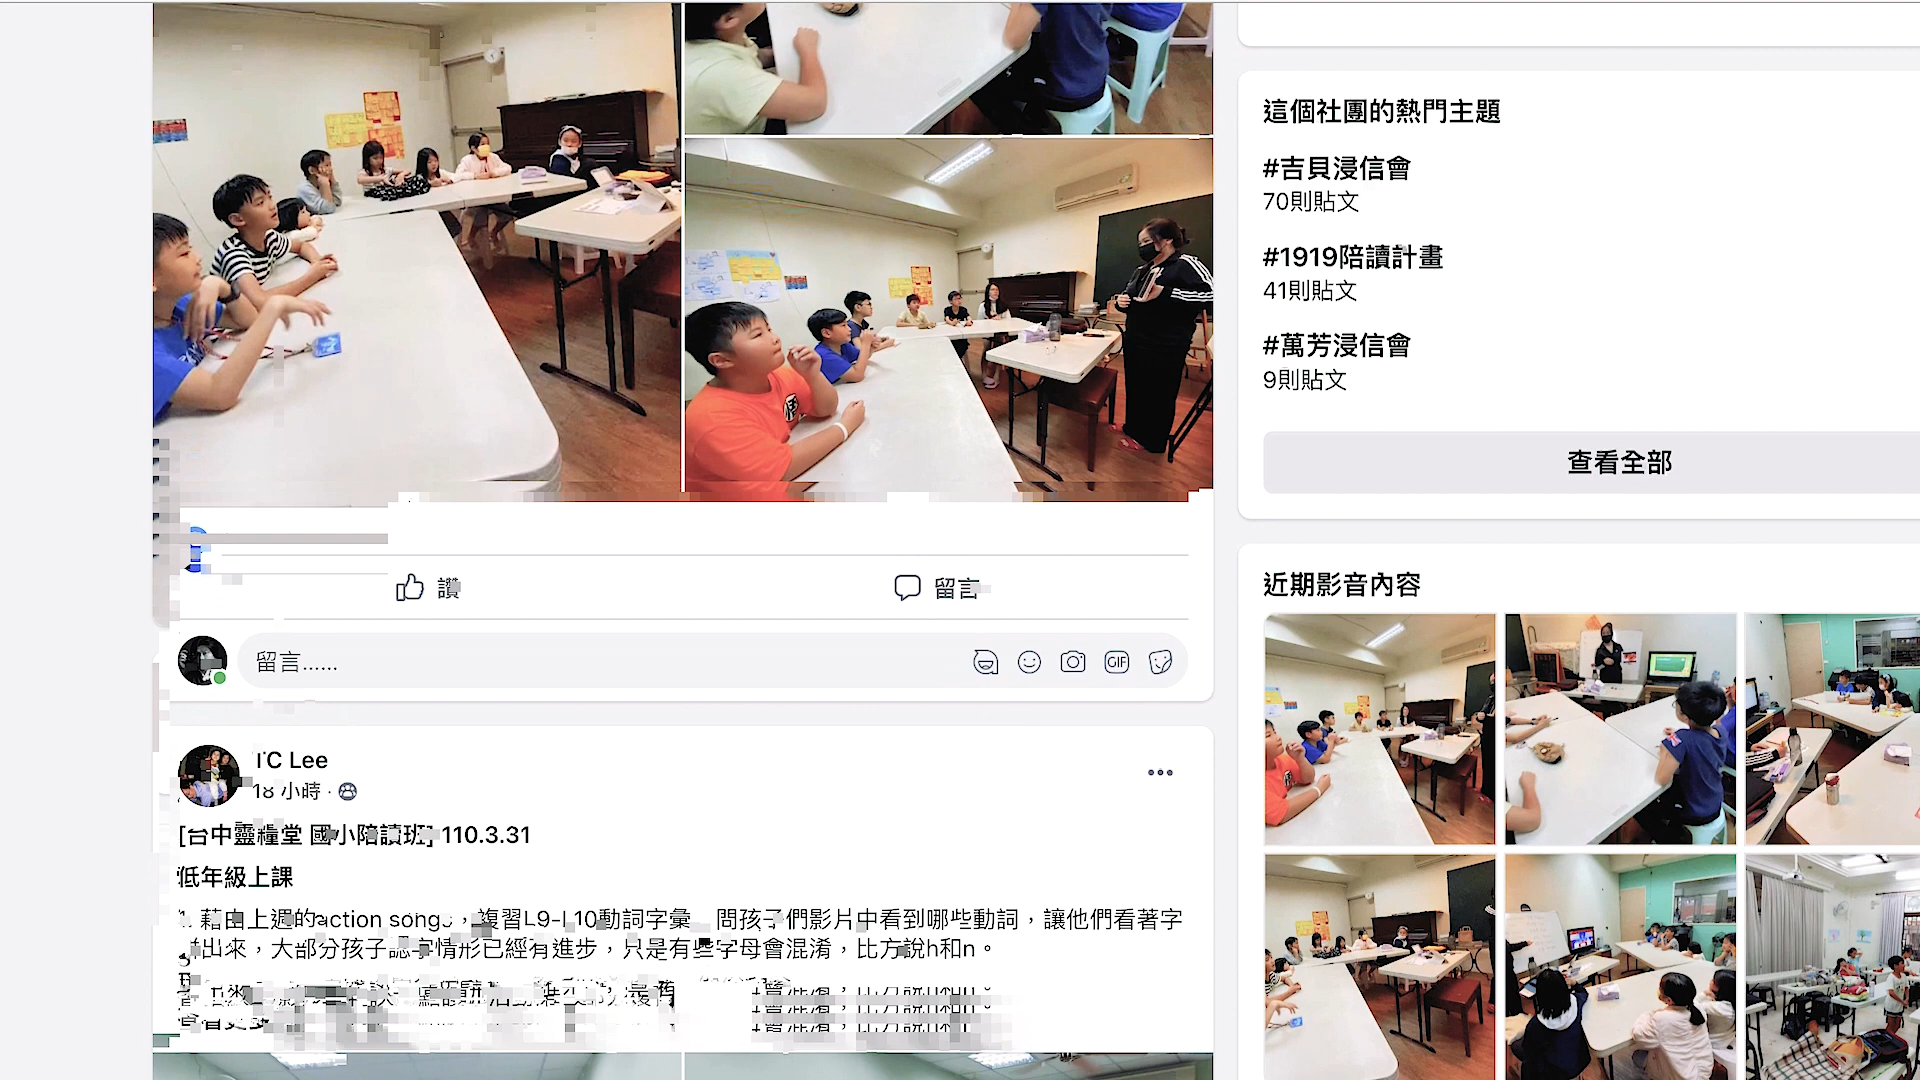 讚
留言
留言......
GIF
TC Lee
18 小時
[台中靈糧堂 國小陪讀班] 110.3.31
低年級上課
1. 藉由上週的action songs，複習L9-L10動詞字彙　問孩子們影片中看到哪些動詞，讓他們看著字
出來，大部分孩子認字情形已經有進步，只是有些字母會混淆，比方說h和n。
這個社團的熱門主題
#吉貝浸信會
70則貼文
#1919陪讀計畫
41則貼文
#萬芳浸信會
9則貼文
查看全部
近期影音內容